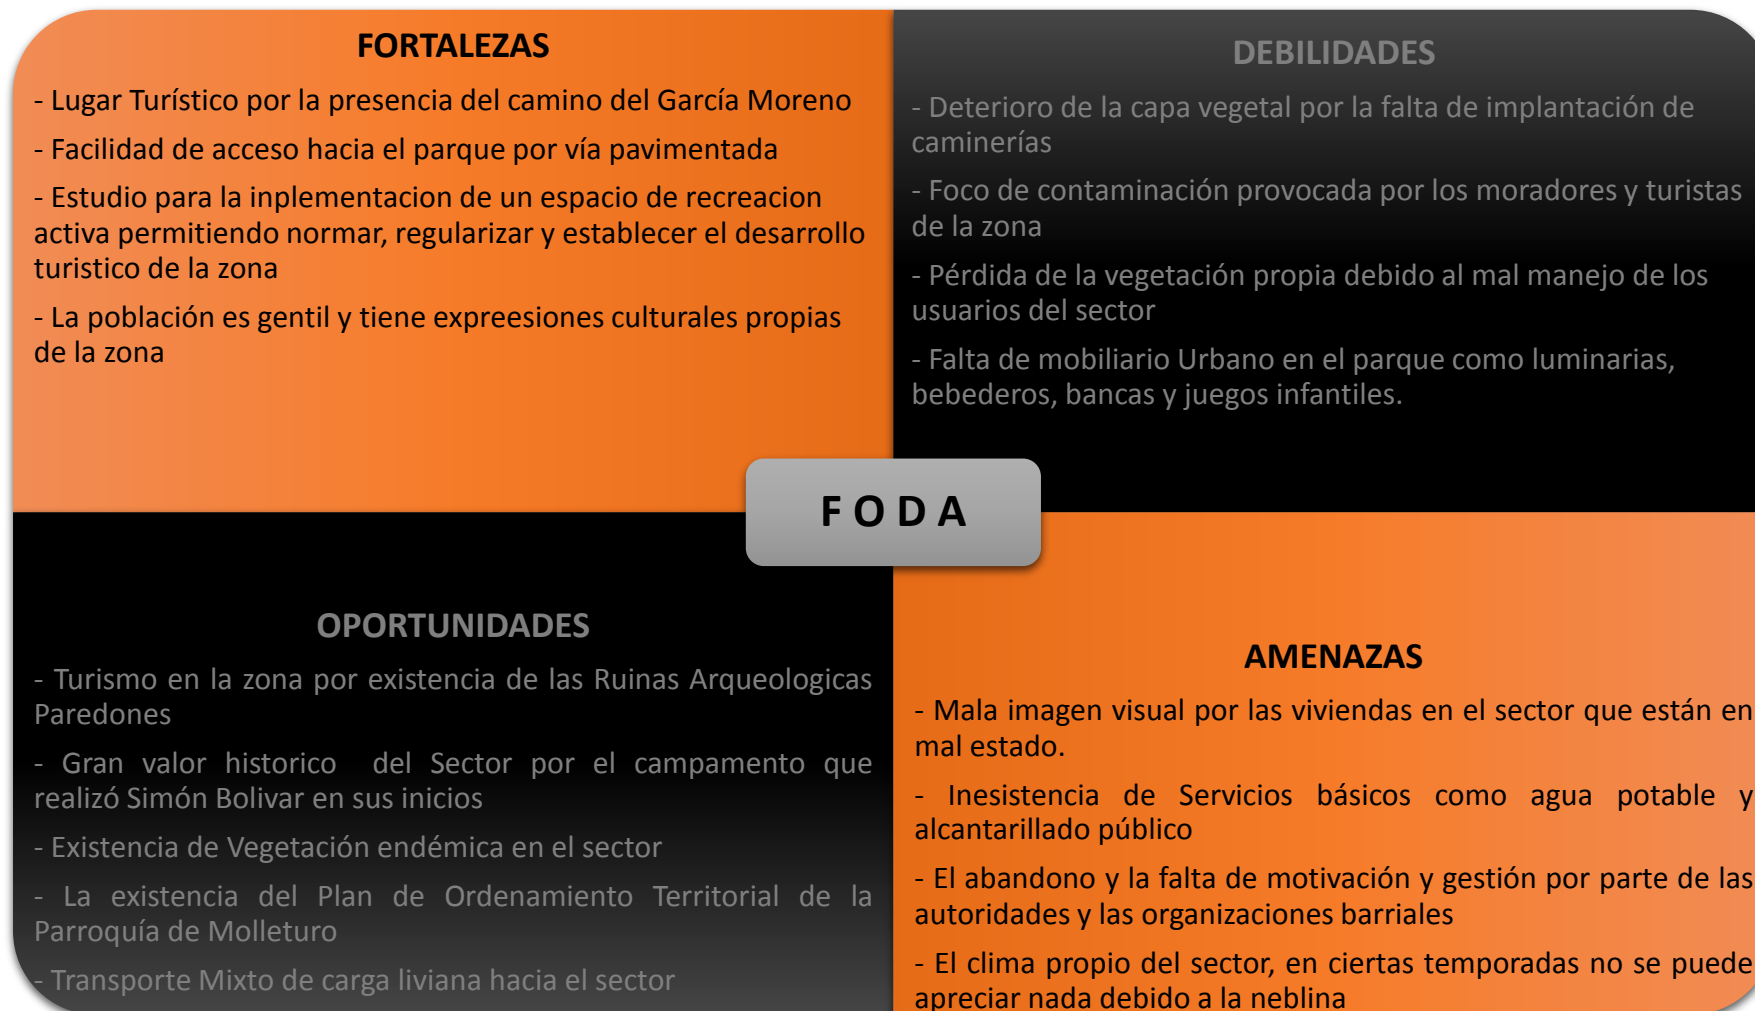 FORTALEZAS
- Lugar Turístico por la presencia del camino del García Moreno
- Facilidad de acceso hacia el parque por vía pavimentada
- Estudio para la inplementacion de un espacio de recreacion
activa permitiendo normar, regularizar y establecer el desarrollo
turistico de la zona
- La población es gentil y tiene expreesiones culturales propias
de la zona
DEBILIDADES
- Deterioro de la capa vegetal por la falta de implantación de
caminerías
- Foco de contaminación provocada por los moradores y turistas
de la zona
- Pérdida de la vegetación propia debido al mal manejo de los
usuarios del sector
- Falta de mobiliario Urbano en el parque como luminarias,
bebederos, bancas y juegos infantiles.
F O D A
OPORTUNIDADES
- Turismo en la zona por existencia de las Ruinas Arqueologicas
Paredones
- Gran valor historico del Sector por el campamento que
realizó Simón Bolivar en sus inicios
- Existencia de Vegetación endémica en el sector
- La existencia del Plan de Ordenamiento Territorial de la
Parroquía de Molleturo
- Transporte Mixto de carga liviana hacia el sector
AMENAZAS
- Mala imagen visual por las viviendas en el sector que están en
mal estado.
- Inesistencia de Servicios básicos como agua potable y
alcantarillado público
- El abandono y la falta de motivación y gestión por parte de las
autoridades y las organizaciones barriales
- El clima propio del sector, en ciertas temporadas no se puede
apreciar nada debido a la neblina